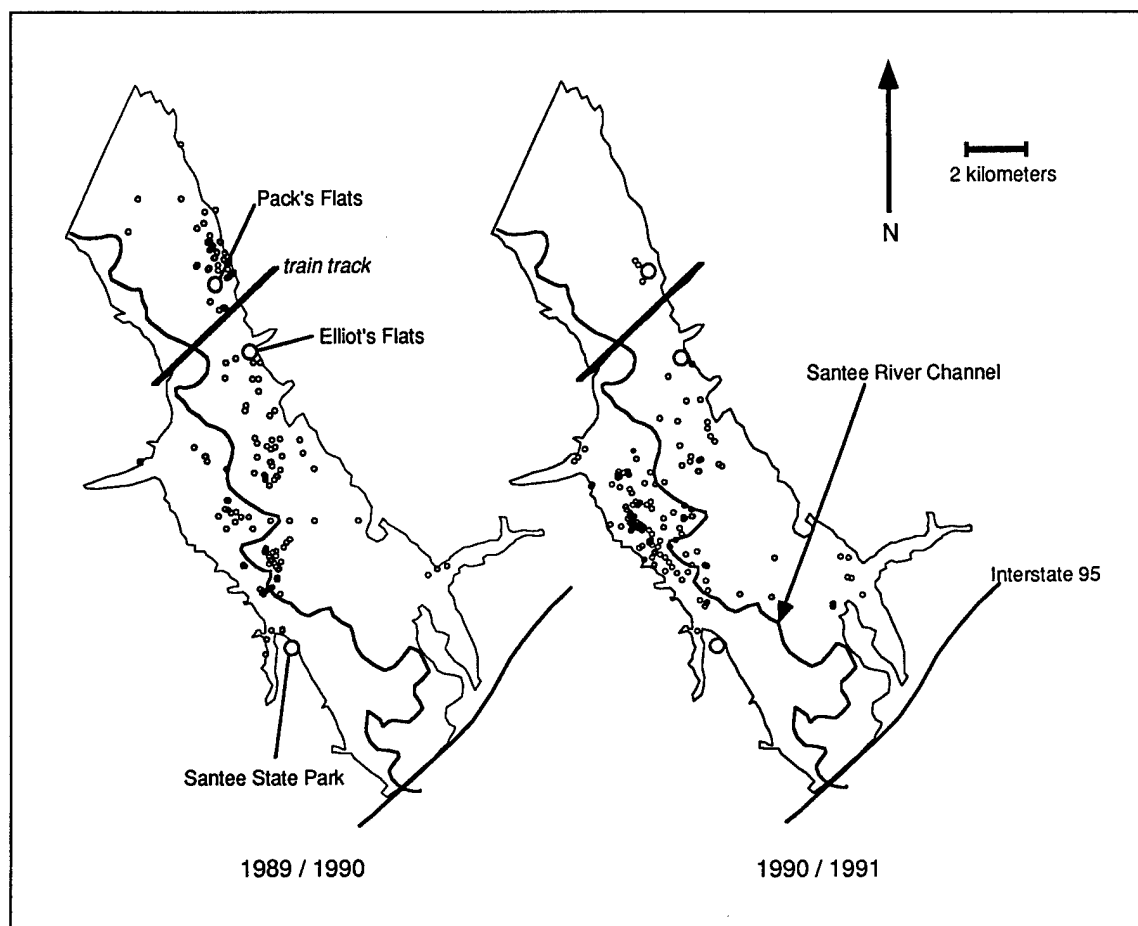 Pack's Flats
train track
Elliot's Flats
Santee State Park
1989 / 1990
N
2 kilometers
Santee River Channel
Interstate 95
1990 / 1991